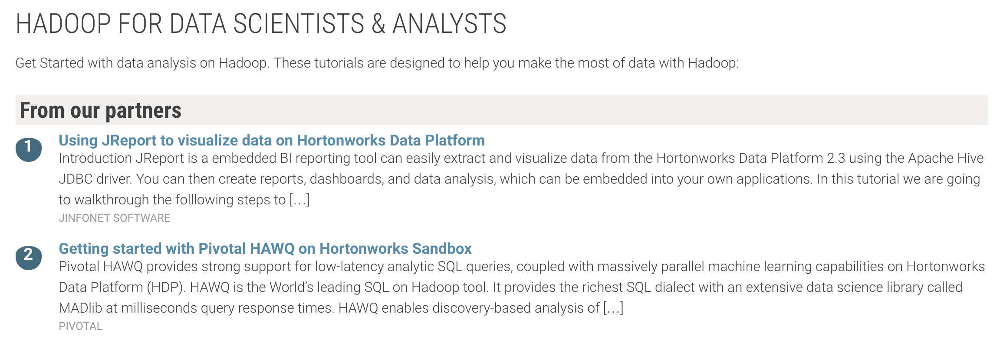 HADOOP FOR DATA SCIENTISTS & ANALYSTS
Get Started with data analysis on Hadoop. These tutorials are designed to help you make the most of data with Hadoop:
From our partners
1
Using JReport to visualize data on Hortonworks Data Platform
Introduction JReport is a embedded BI reporting tool can easily extract and visualize data from the Hortonworks Data Platform 2.3 using the Apache Hive
JDBC driver. You can then create reports, dashboards, and data analysis, which can be embedded into your own applications. In this tutorial we are going
to walkthrough the folllowing steps to […]
JINFONET SOFTWARE
2
Getting started with Pivotal HAWQ on Hortonworks Sandbox
Pivotal HAWQ provides strong support for low-latency analytic SQL queries, coupled with massively parallel machine learning capabilities on Hortonworks
Data Platform (HDP). HAWQ is the World’s leading SQL on Hadoop tool. It provides the richest SQL dialect with an extensive data science library called
MADlib at milliseconds query response times. HAWQ enables discovery-based analysis of […]
PIVOTAL